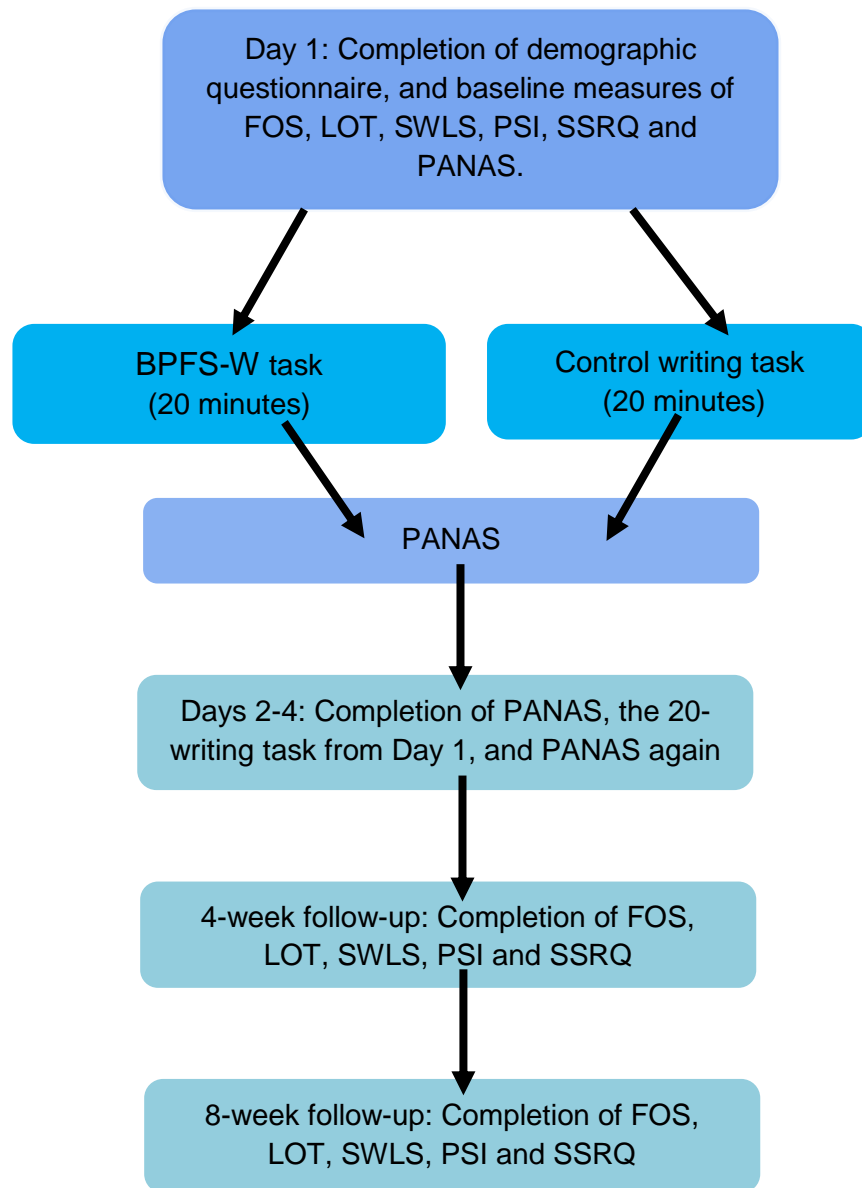 Day 1: Completion of demographic
questionnaire, and baseline measures of
FOS, LOT, SWLS, PSI, SSRQ and
PANAS.
BPFS-W task
(20 minutes)
Control writing task
(20 minutes)
PANAS
Days 2-4: Completion of PANAS, the 20-
writing task from Day 1, and PANAS again
4-week follow-up: Completion of FOS,
LOT, SWLS, PSI and SSRQ
8-week follow-up: Completion of FOS,
LOT, SWLS, PSI and SSRQ